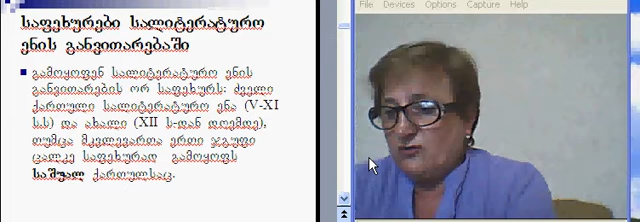 საფეხურები სალიტერატურო
ენის განვითარებაში
გამოყოფენ სალიტერატურო ენის
განვითარების ორ საფეხურს: ძველი
ქართული სალიტერატურო ენა (V-XI
ს.ს) და ახალი (XII ს-დან დღემდე),
თუმცა მკვლევართა ერთი ჯგუფი
ცალკე საფეხურად გამოყოფს
საშუალ ქართულსაც.
File Devices Options Capture Help